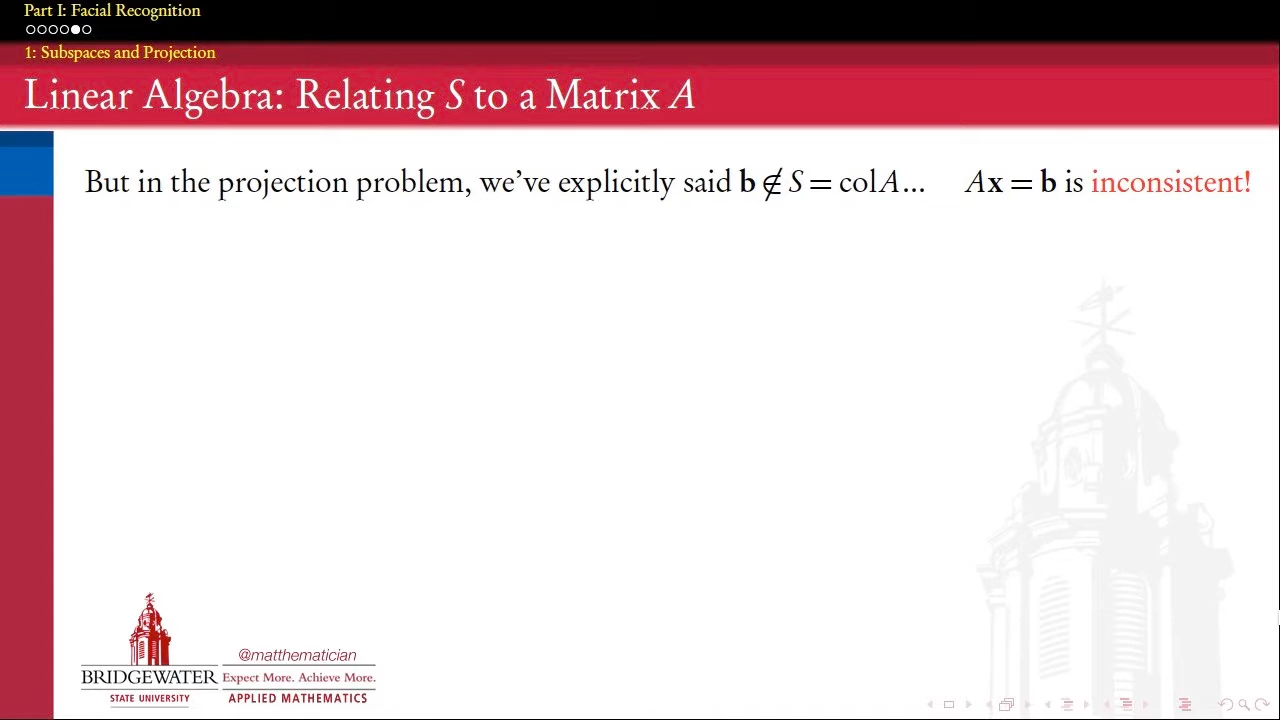 Part I: Facial Recognition
1: Subspaces and Projection
Linear Algebra: Relating S to a Matrix A
But in the projection problem, we've explicitly said b ∉ S = colA... Ax = b is inconsistent!
@matthematician
BRIDGEWATER Expect More. Achieve More.
STATE UNIVERSITY APPLIED MATHEMATICS